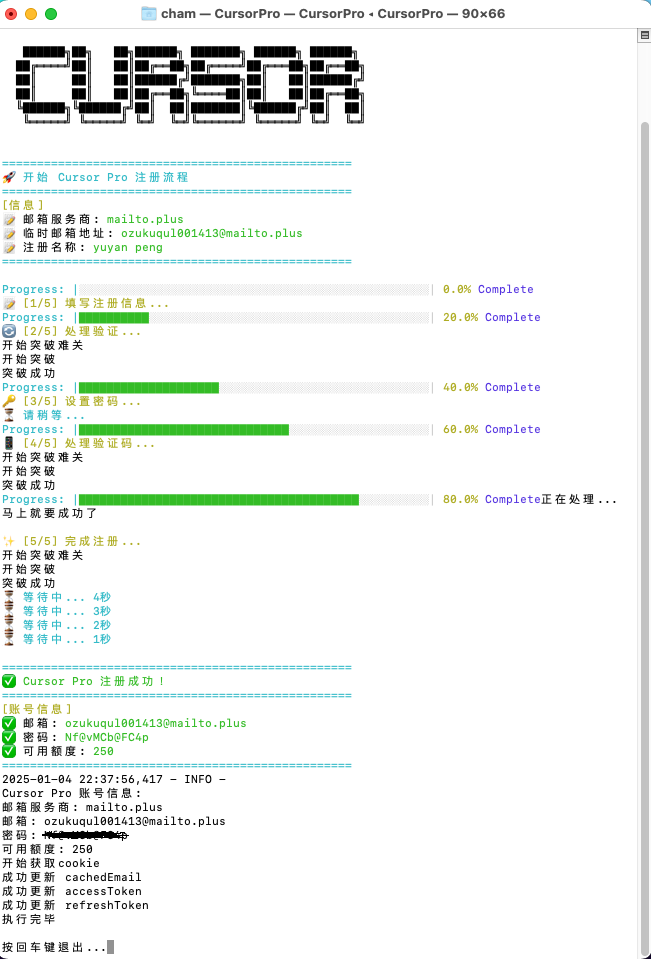 cham — CursorPro — CursorPro ◂ CursorPro — 90×66
CURSOR
🚀 开始 Cursor Pro 注册流程
[信息]
📝 邮箱服务商: mailto.plus
📝 临时邮箱地址: ozukuqul001413@mailto.plus
📝 注册名称: yuyan peng
Progress: | | 0.0% Complete
📝 [1/5] 填写注册信息...
Progress: | | 20.0% Complete
🔄 [2/5] 处理验证...
开始突破难关
开始突破
突破成功
Progress: | | 40.0% Complete
🔑 [3/5] 设置密码...
⏳ 请稍等...
Progress: | | 60.0% Complete
📱 [4/5] 处理验证码...
开始突破难关
开始突破
突破成功
Progress: | | 80.0% Complete正在处理...
马上就要成功了
✨ [5/5] 完成注册...
开始突破难关
开始突破
突破成功
⏳ 等待中... 4秒
⏳ 等待中... 3秒
⏳ 等待中... 2秒
⏳ 等待中... 1秒
✅ Cursor Pro 注册成功!
[账号信息]
✅ 邮箱: ozukuqul001413@mailto.plus
✅ 密码: Nf@vMCb@FC4p
✅ 可用额度: 250
2025-01-04 22:37:56,417 - INFO -
Cursor Pro 账号信息:
邮箱服务商: mailto.plus
邮箱: ozukuqul001413@mailto.plus
密码:
可用额度: 250
开始获取cookie
成功更新 cachedEmail
成功更新 accessToken
成功更新 refreshToken
执行完毕
按回车键退出...